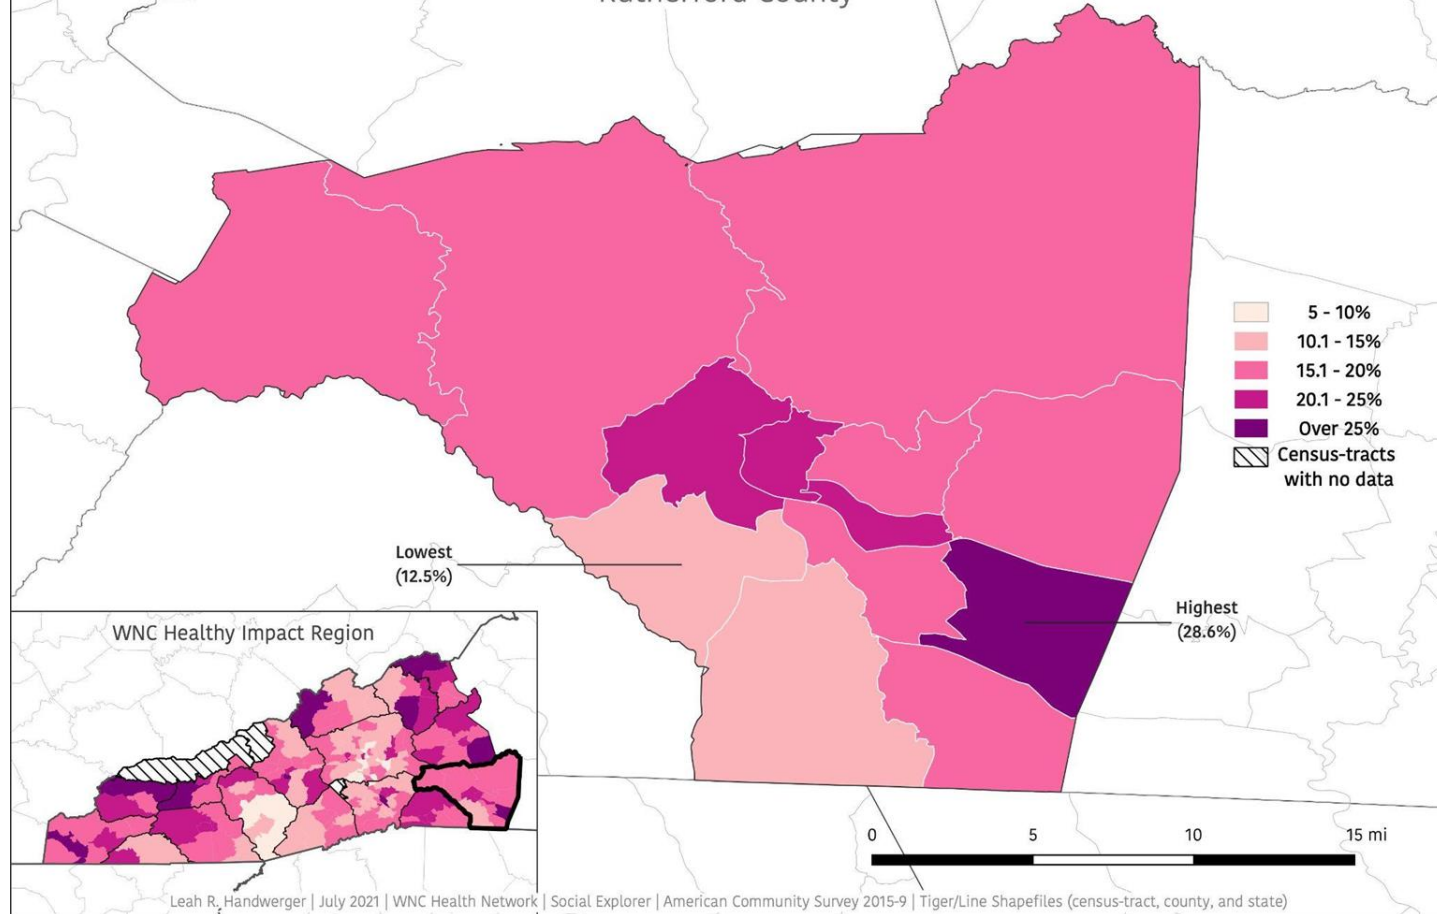 Rutherford County
5 - 10%
10.1 - 15%
15.1 - 20%
20.1 - 25%
Over 25%
Census-tracts
with no data
Lowest
(12.5%)
Highest
(28.6%)
WNC Healthy Impact Region
0 5 10 15 mi
Leah R. Handwerger | July 2021 | WNC Health Network | Social Explorer | American Community Survey 2015-9 | Tiger/Line Shapefiles (census-tract, county, and state)